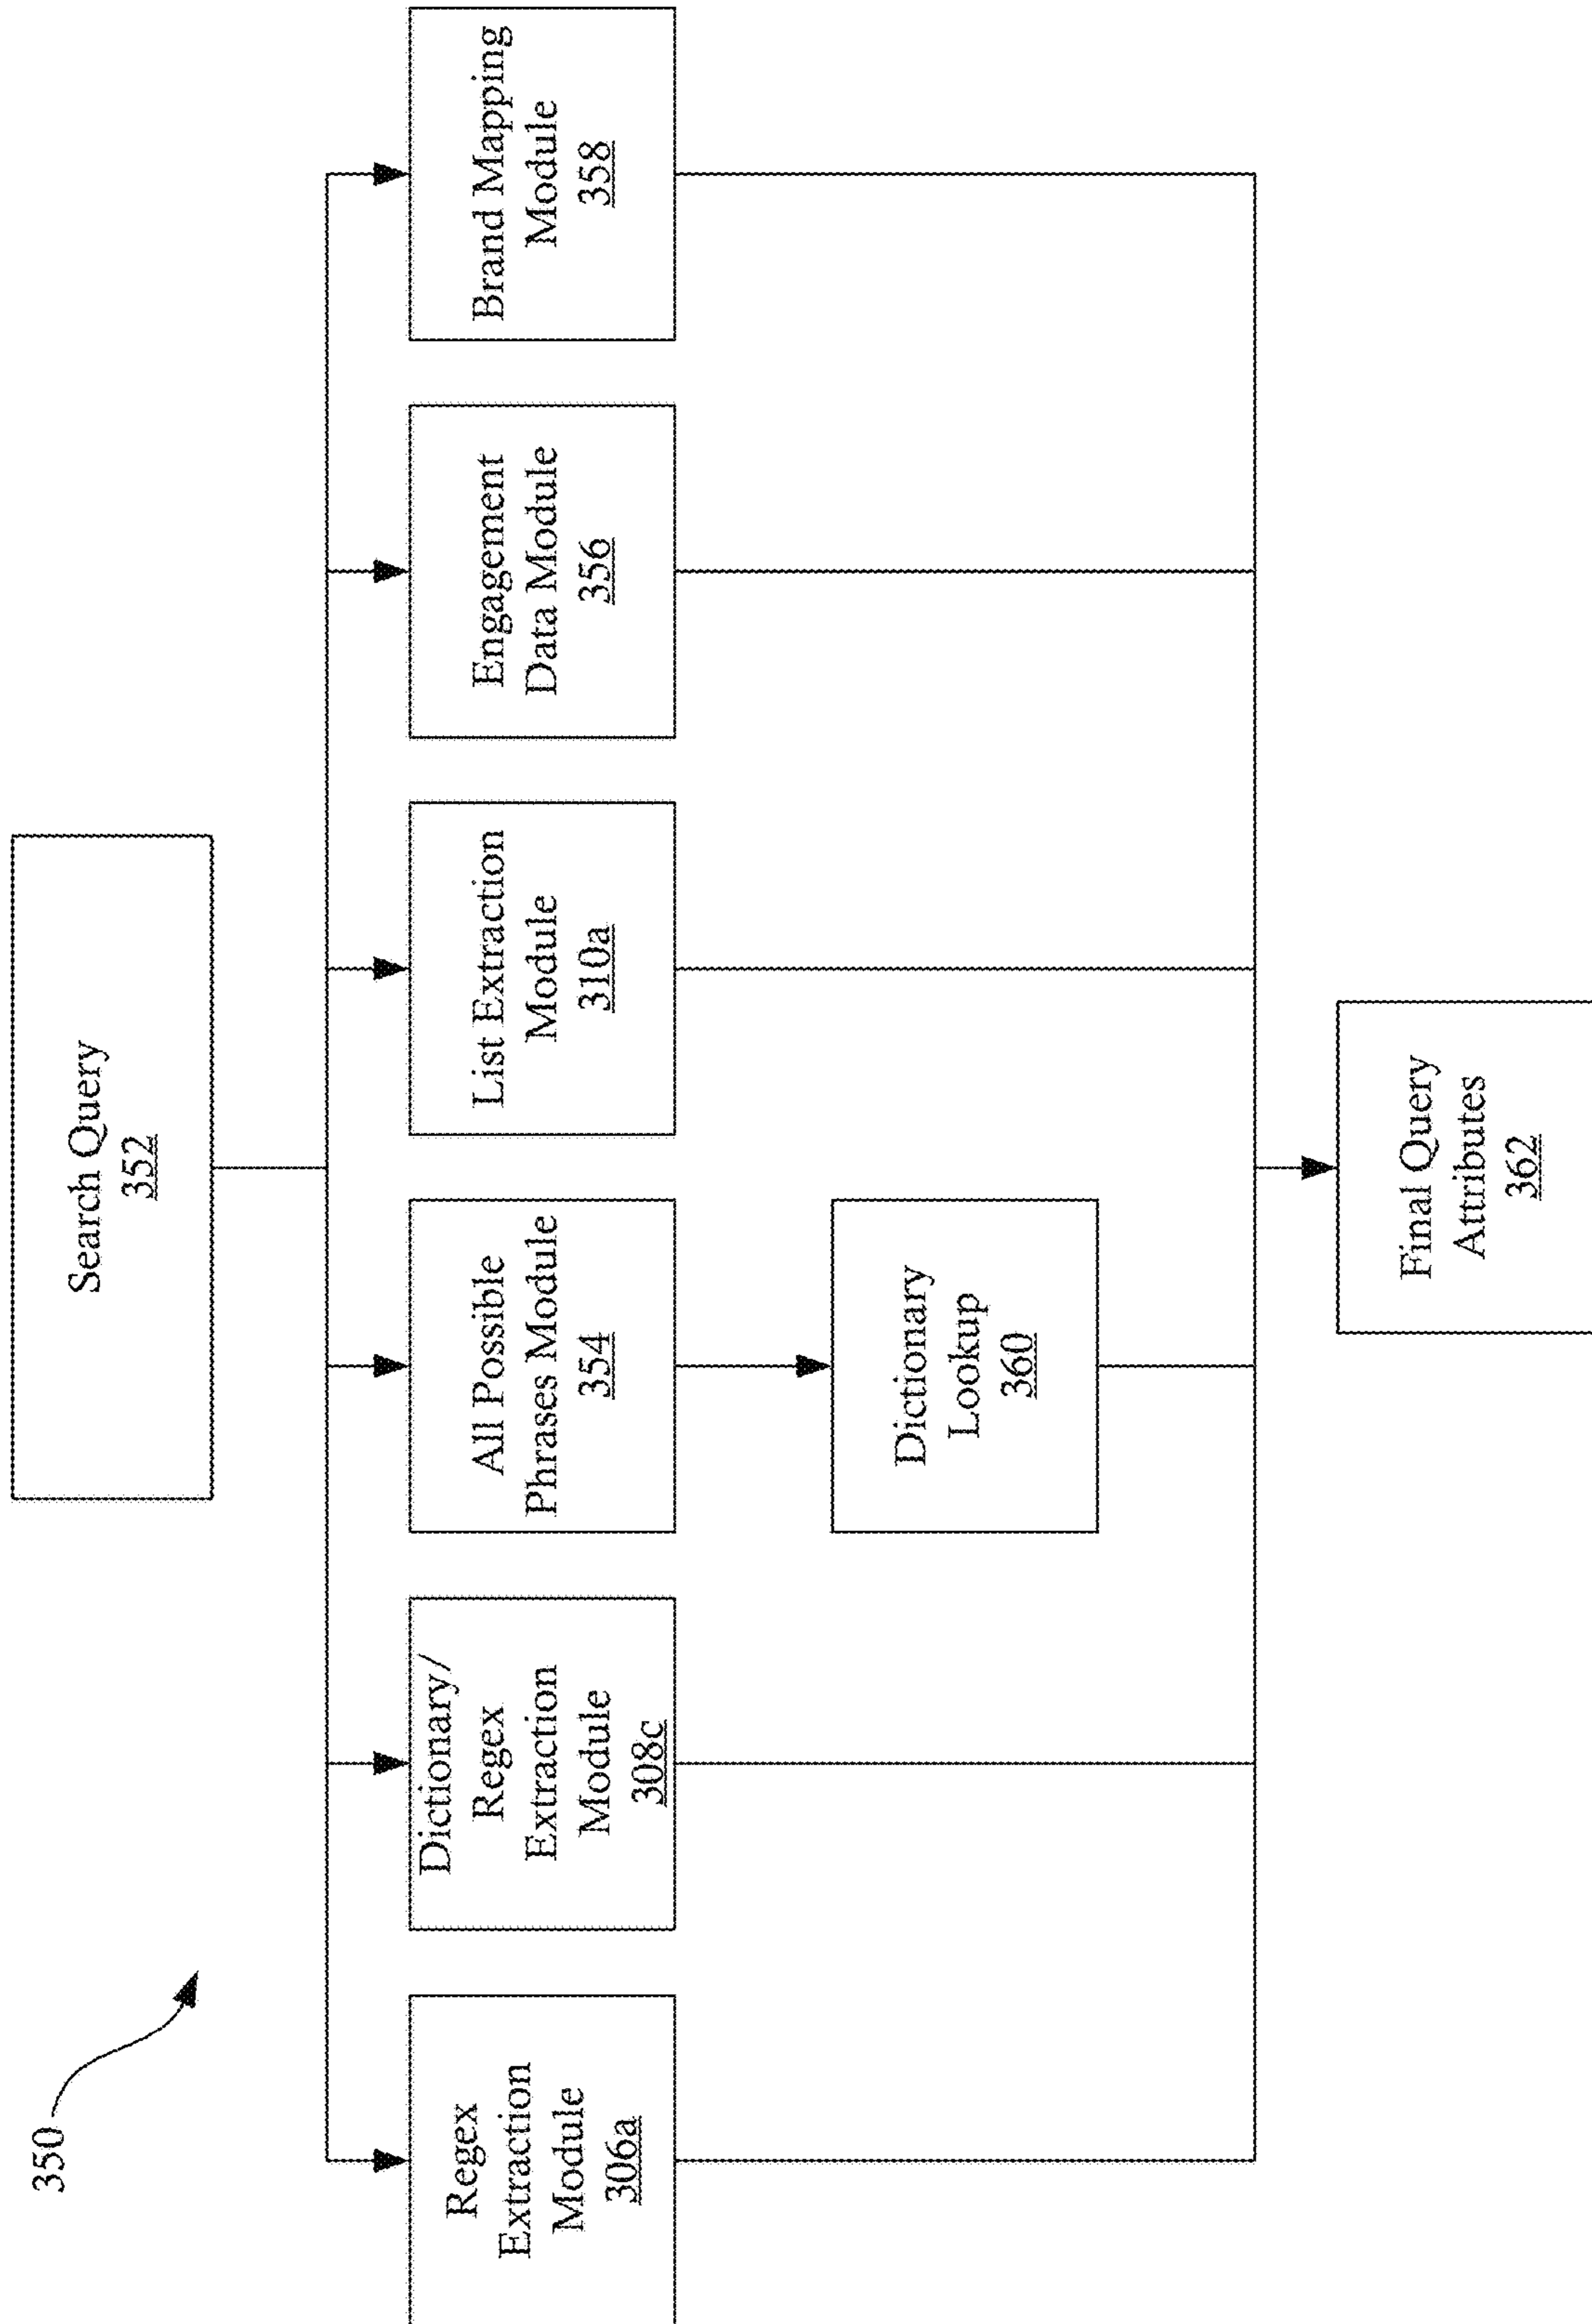 350
Search Query
352
Regex
Extraction
Module
306a
Dictionary/
Regex
Extraction
Module
308c
All Possible
Phrases Module
354
List Extraction
Module
310a
Engagement
Data Module
356
Brand Mapping
Module
358
Dictionary
Lookup
360
Final Query
Attributes
362